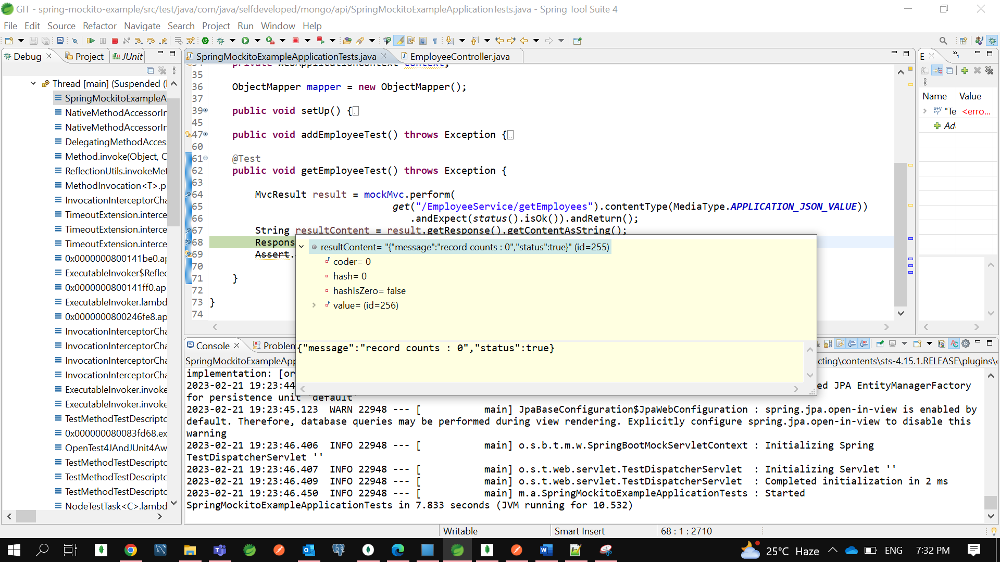 GIT - spring-mockito-example/src/test/java/com/java/selfdeveloped/mongo/api/SpringMockitoExampleApplicationTests.java - Spring Tool Suite 4
File Edit Source Refactor Navigate Search Project Run Window Help
Debug
Project
JUnit
SpringMockitoExampleApplicationTests.java
EmployeeController.java
E
Thread [main] (Suspended (
SpringMockitoExampleA
NativeMethodAccessorIr
NativeMethodAccessorIr
DelegatingMethodAcces
Method.invoke(Object, C
ReflectionUtils.invokeMet
MethodInvocation<T>.p
InvocationInterceptorCha
TimeoutExtension.interce
TimeoutExtension.interce
TimeoutExtension.interce
0x0000000800141be0.ap
ExecutableInvoker$Reflec
0x0000000800141ff0.ap
ExecutableInvoker.lambd
0x0000000800246fe8.ap
InvocationInterceptorCha
InvocationInterceptorCha
InvocationInterceptorCha
InvocationInterceptorCha
ExecutableInvoker.invoke
ExecutableInvoker.invoke
TestMethodTestDescripto
0x000000080083fd68.ex
OpenTest4JAndJUnit4Aw
TestMethodTestDescripto
TestMethodTestDescripto
TestMethodTestDescripto
NodeTestTask<C>.lambd
34 private WebApplicationContext context;
35
36 ObjectMapper mapper = new ObjectMapper();
37
39 public void setUp() {
45
47 public void addEmployeeTest() throws Exception {
60
61 @Test
62 public void getEmployeeTest() throws Exception {
63
64 MvcResult result = mockMvc.perform(
65 get("/EmployeeService/getEmployees").contentType(MediaType.APPLICATION_JSON_VALUE))
66 .andExpect(status().isOk()).andReturn();
67 String resultContent = result.getResponse().getContentAsString();
68 Respons
69 Assert.
70
71 }
72
73 }
74
resultContent= "{"message":"record counts : 0","status":true}" (id=255)
coder= 0
hash= 0
hashIsZero= false
value= (id=256)
{"message":"record counts : 0","status":true}
Name Value
"Te <erro...
Ad
Console
Problem
SpringMockitoExampleApp
cting\contents\sts-4.15.1.RELEASE\plugins\
implementation: [or
2023-02-21 19:23:44 ed JPA EntityManagerFactory
for persistence unit 'default'
2023-02-21 19:23:45.123 WARN 22948 --- [ main] JpaBaseConfiguration$JpaWebConfiguration : spring.jpa.open-in-view is enabled by
default. Therefore, database queries may be performed during view rendering. Explicitly configure spring.jpa.open-in-view to disable this
warning
2023-02-21 19:23:46.406 INFO 22948 --- [ main] o.s.b.t.m.w.SpringBootMockServletContext : Initializing Spring
TestDispatcherServlet ''
2023-02-21 19:23:46.407 INFO 22948 --- [ main] o.s.t.web.servlet.TestDispatcherServlet : Initializing Servlet ''
2023-02-21 19:23:46.409 INFO 22948 --- [ main] o.s.t.web.servlet.TestDispatcherServlet : Completed initialization in 2 ms
2023-02-21 19:23:46.450 INFO 22948 --- [ main] m.a.SpringMockitoExampleApplicationTests : Started
SpringMockitoExampleApplicationTests in 7.833 seconds (JVM running for 10.532)
Writable
Smart Insert
68 : 1 : 2710
25°C Haze
ENG
7:32 PM